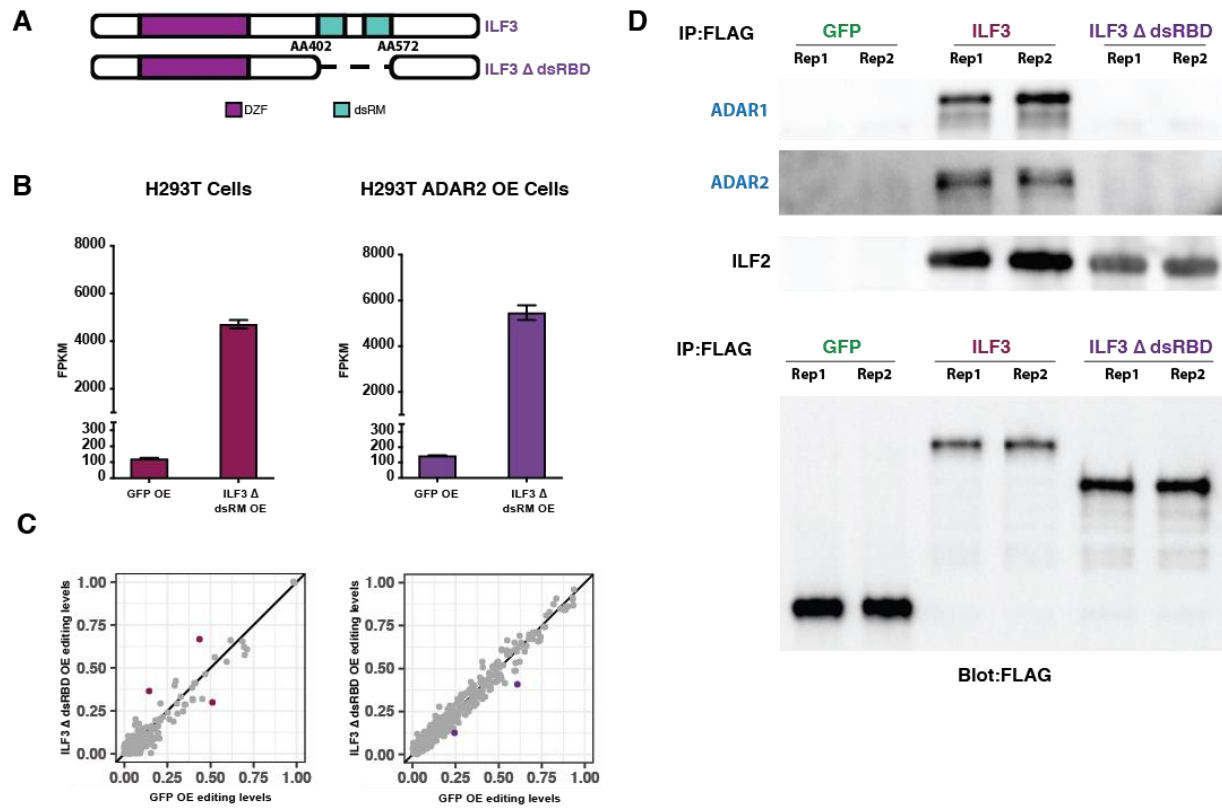 A
ILF3
AA402 AA572
ILF3 Δ dsRBD
DZF dsRM
B
H293T Cells H293T ADAR2 OE Cells
8000
6000
4000
2000
300
200
100
0
FPKM
GFP OE
ILF3 Δ
dsRM OE
8000
6000
4000
2000
300
200
100
0
FPKM
GFP OE
ILF3 Δ
dsRM OE
C
ILF3 Δ dsRBD OE editing levels
1.00
0.75
0.50
0.25
0.00
0.00 0.25 0.50 0.75 1.00
GFP OE editing levels
ILF3 Δ dsRBD OE editing levels
1.00
0.75
0.50
0.25
0.00
0.00 0.25 0.50 0.75 1.00
GFP OE editing levels
D
IP:FLAG GFP ILF3 ILF3 Δ dsRBD
Rep1 Rep2 Rep1 Rep2 Rep1 Rep2
ADAR1
ADAR2
ILF2
IP:FLAG GFP ILF3 ILF3 Δ dsRBD
Rep1 Rep2 Rep1 Rep2 Rep1 Rep2
Blot:FLAG